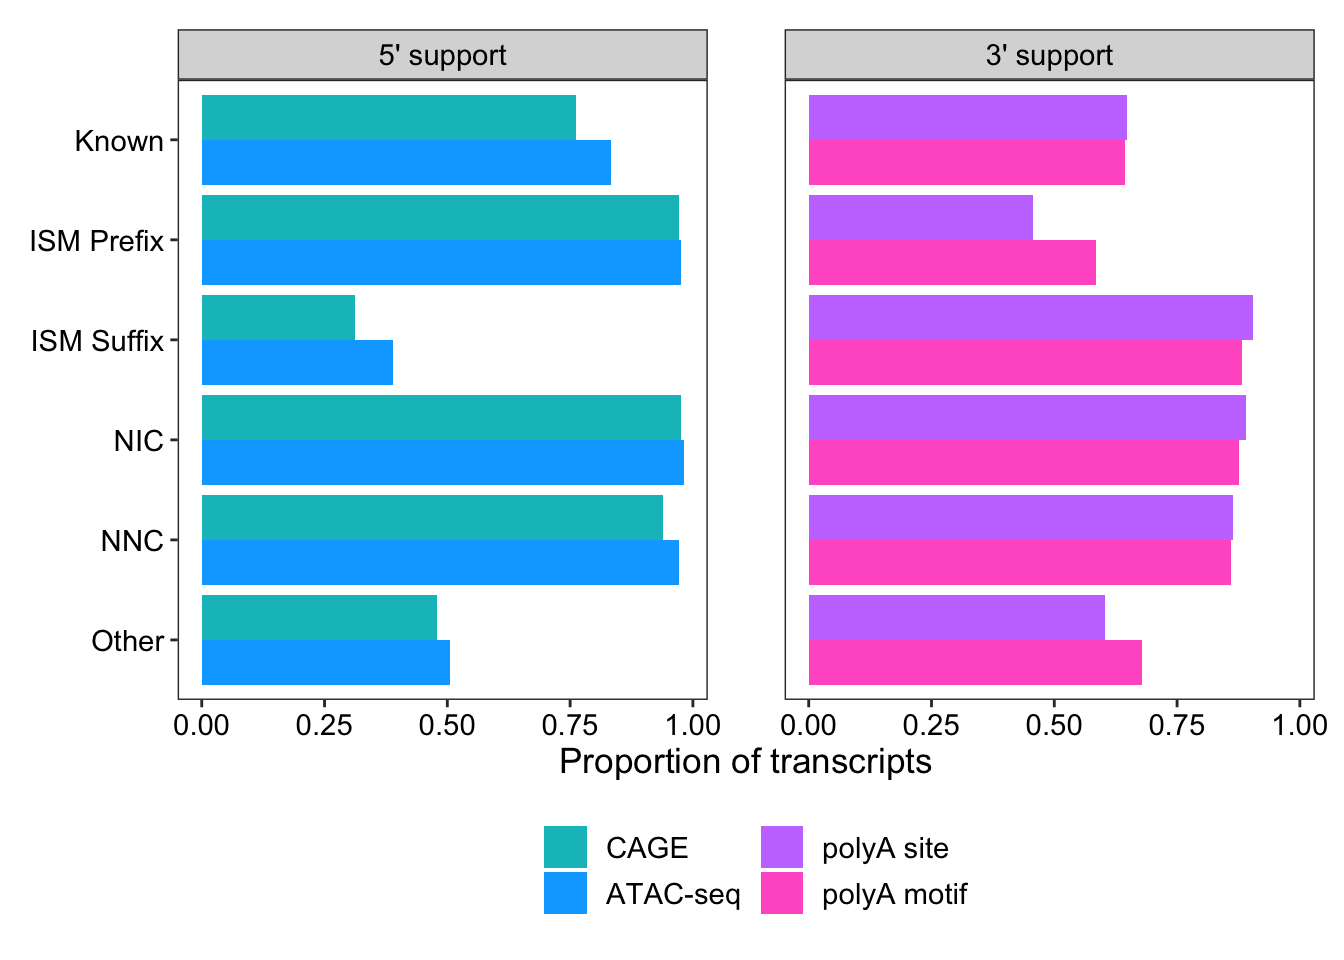 5' support
3' support
Known
ISM Prefix
ISM Suffix
NIC
NNC
Other
0.00 0.25 0.50 0.75 1.00
0.00 0.25 0.50 0.75 1.00
Proportion of transcripts
CAGE
ATAC-seq
polyA site
polyA motif